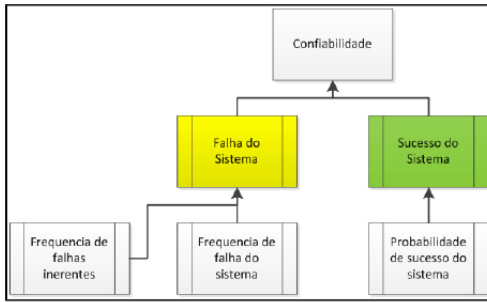 Confiabilidade
Falha do
Sistema
Sucesso do
Sistema
Frequencia de
falhas
inerentes
Frequencia de
falha do
sistema
Probabilidade
de sucesso do
sistema